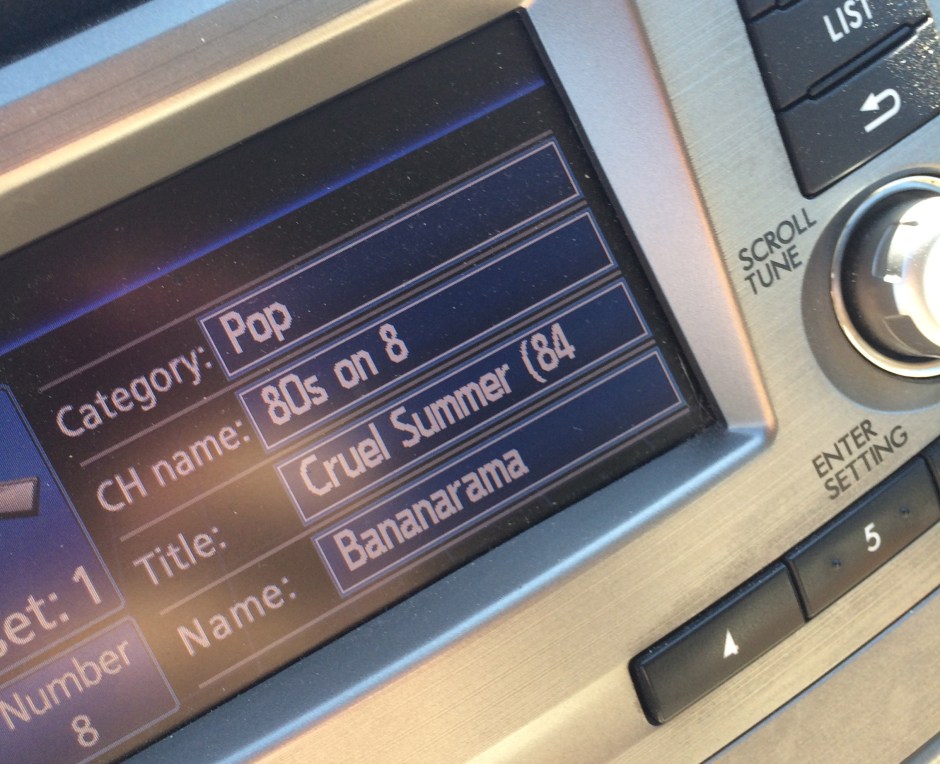 LIST
SCROLL
TUNE
Category: Pop
CH name: 80s on 8
Title: Cruel Summer (84
Name: Bananarama
et: 1
Number
8
ENTER
SETTING
4
5